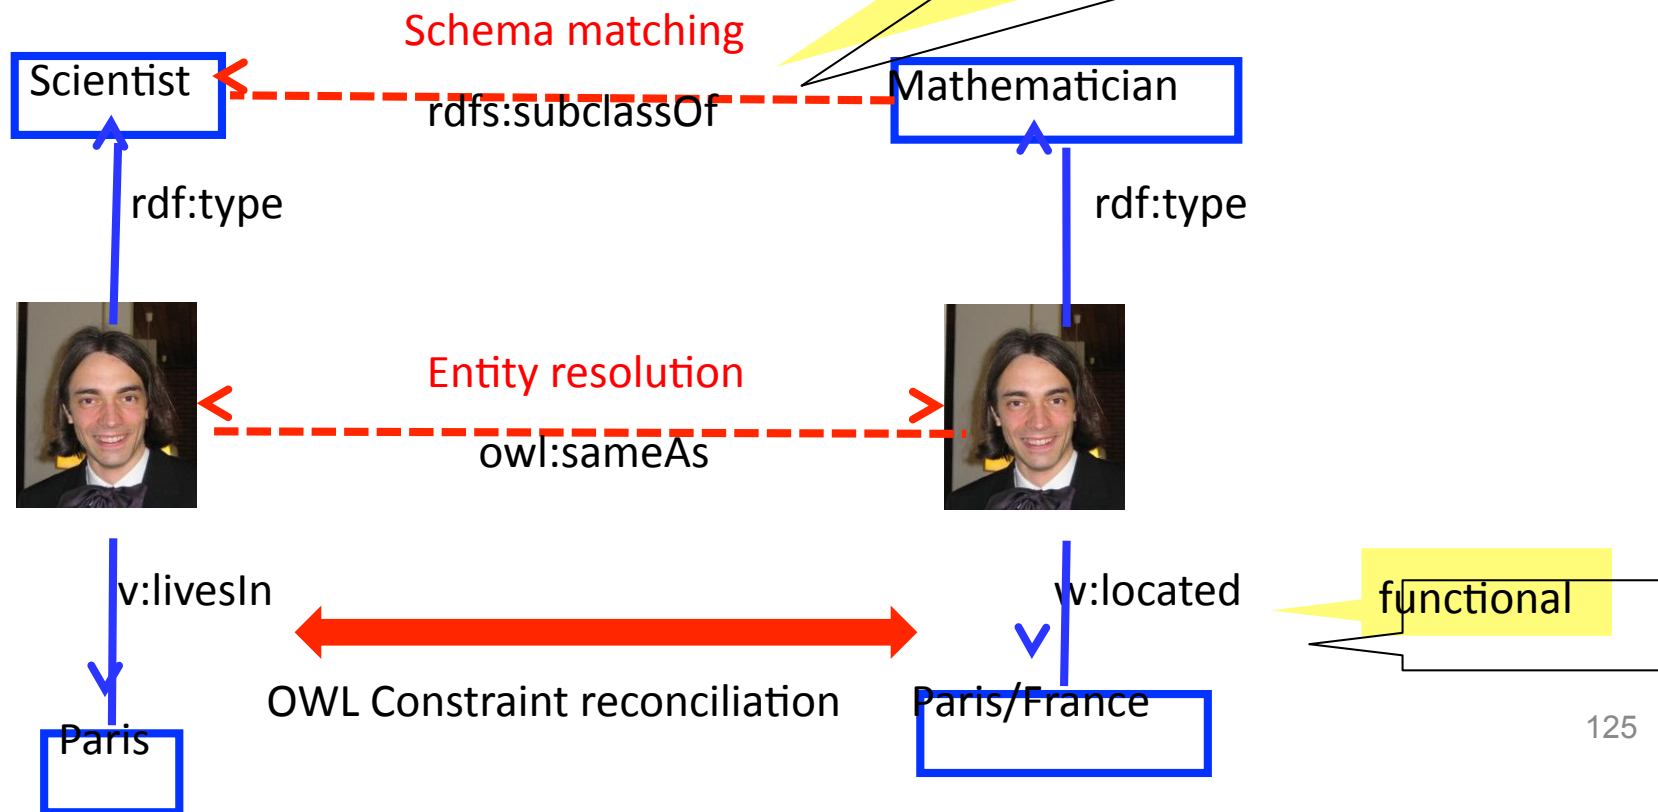 Schema matching
Scientist
Mathematician
rdfs:subclassOf
rdf:type
rdf:type
Entity resolution
owl:sameAs
v:livesIn
w:located
functional
OWL Constraint reconciliation
Paris/France
Paris
125